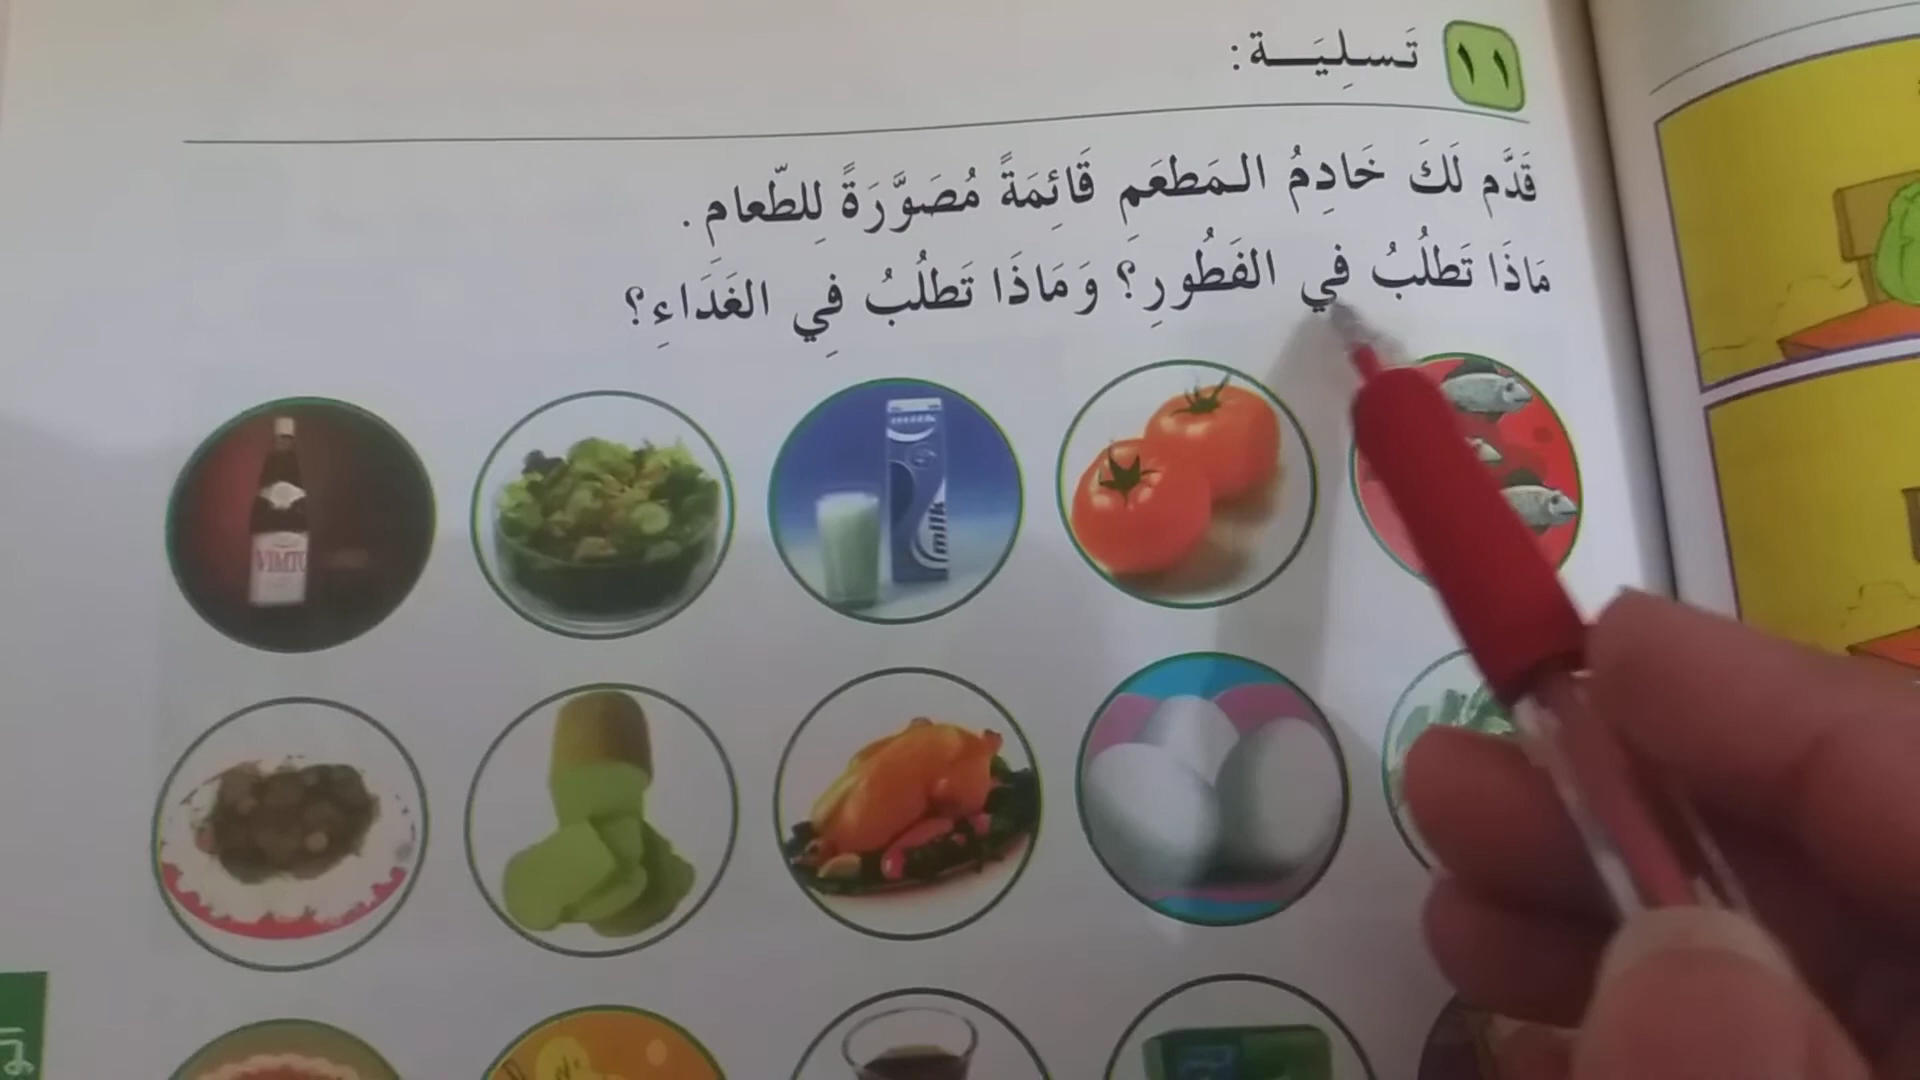 ١١ تَسلِيَـــة:
قَدَّم لَكَ خَادِمُ المَطعَمِ قَائِمَةً مُصَوَّرَةً لِلطّعامِ.
مَاذَا تَطلُبُ فِي الفَطُورِ؟ وَمَاذَا تَطلُبُ فِي الغَدَاءِ؟
VIMTO
milk
milk